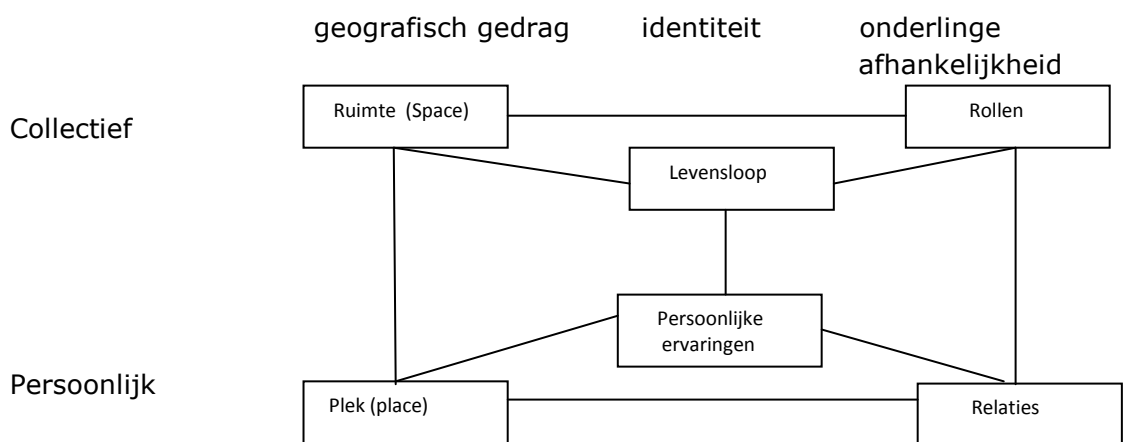 geografisch gedrag identiteit onderlinge
afhankelijkheid
Collectief
Ruimte (Space)
Rollen
Levensloop
Persoonlijke
ervaringen
Persoonlijk
Plek (place)
Relaties